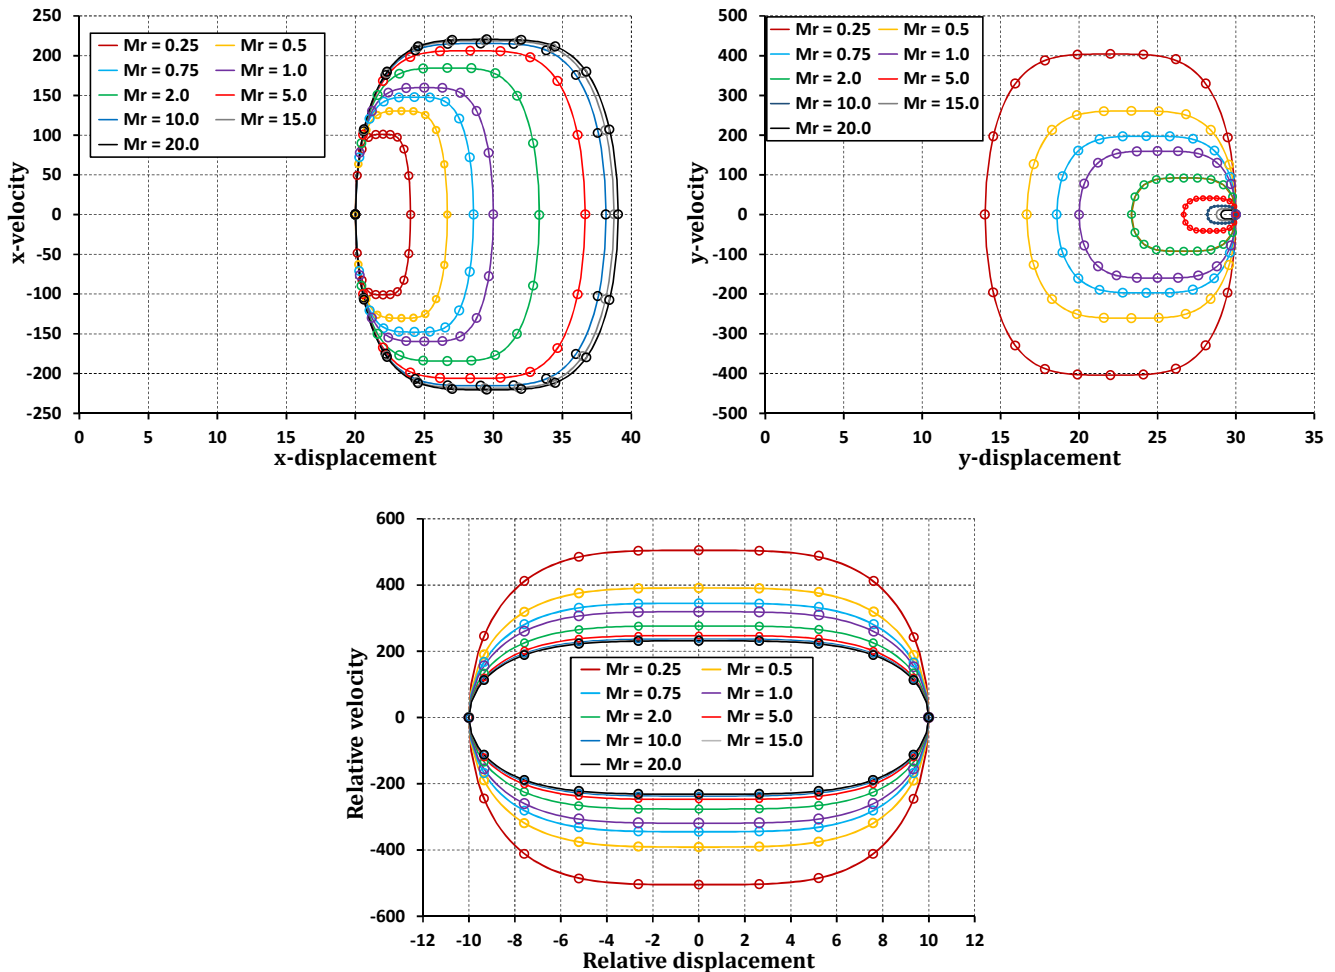 250
200
150
100
50
0
-50
-100
-150
-200
-250
x-velocity
Mr = 0.25 Mr = 0.5
Mr = 0.75 Mr = 1.0
Mr = 2.0 Mr = 5.0
Mr = 10.0 Mr = 15.0
Mr = 20.0
0 5 10 15 20 25 30 35 40
x-displacement
500
400
300
200
100
0
-100
-200
-300
-400
-500
y-velocity
Mr = 0.25 Mr = 0.5
Mr = 0.75 Mr = 1.0
Mr = 2.0 Mr = 5.0
Mr = 10.0 Mr = 15.0
Mr = 20.0
0 5 10 15 20 25 30 35
y-displacement
600
400
200
0
-200
-400
-600
Relative velocity
Mr = 0.25 Mr = 0.5
Mr = 0.75 Mr = 1.0
Mr = 2.0 Mr = 5.0
Mr = 10.0 Mr = 15.0
Mr = 20.0
-12 -10 -8 -6 -4 -2 0 2 4 6 8 10 12
Relative displacement